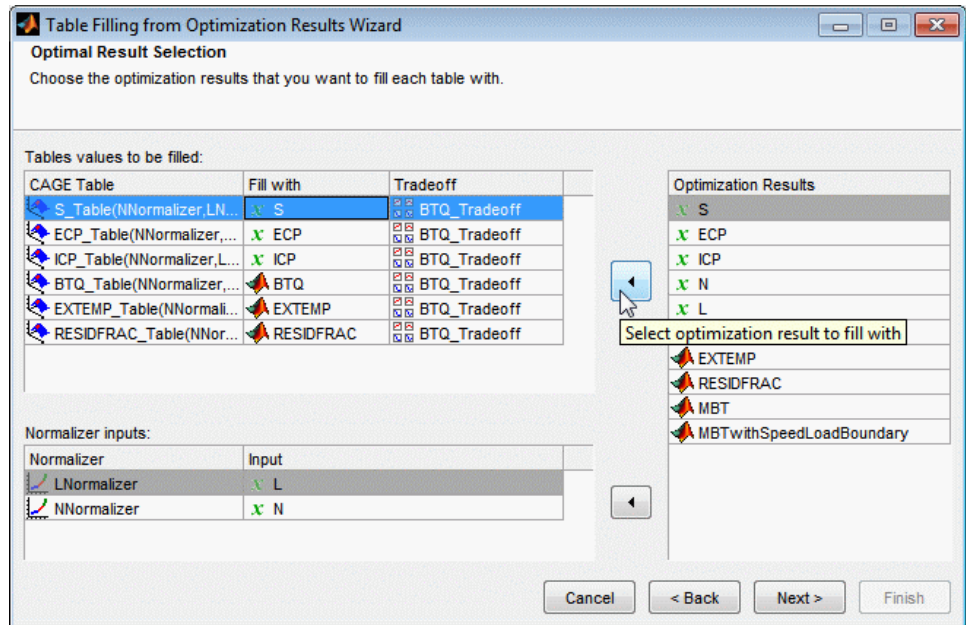 Table Filling from Optimization Results Wizard
Optimal Result Selection
Choose the optimization results that you want to fill each table with.
Tables values to be filled:
CAGE Table Fill with Tradeoff
S_Table(NNormalizer,LN... x S BTQ_Tradeoff
ECP_Table(NNormalizer,... x ECP BTQ_Tradeoff
ICP_Table(NNormalizer,L... x ICP BTQ_Tradeoff
BTQ_Table(NNormalizer,... BTQ BTQ_Tradeoff
EXTEMP_Table(NNormali... EXTEMP BTQ_Tradeoff
RESIDFRAC_Table(NNor... RESIDFRAC BTQ_Tradeoff
Optimization Results
x S
x ECP
x ICP
x N
x L
Select optimization result to fill with
EXTEMP
RESIDFRAC
MBT
MBTwithSpeedLoadBoundary
Normalizer inputs:
Normalizer Input
LNormalizer x L
NNormalizer x N
Cancel < Back Next > Finish